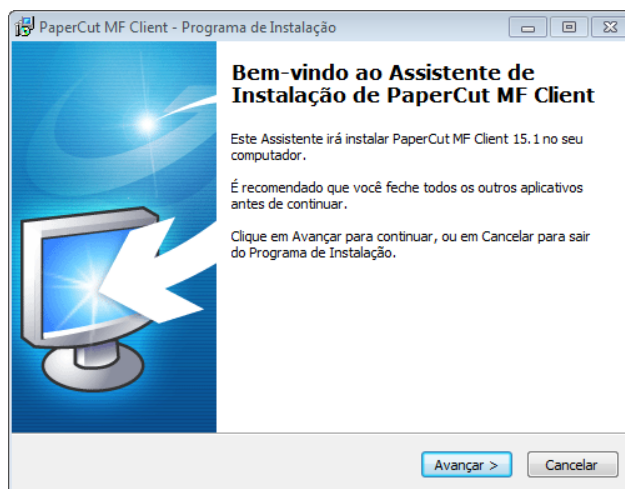 PaperCut MF Client - Programa de Instalação
Bem-vindo ao Assistente de
Instalação de PaperCut MF Client
Este Assistente irá instalar PaperCut MF Client 15.1 no seu
computador.
É recomendado que você feche todos os outros aplicativos
antes de continuar.
Clique em Avançar para continuar, ou em Cancelar para sair
do Programa de Instalação.
Avançar >
Cancelar